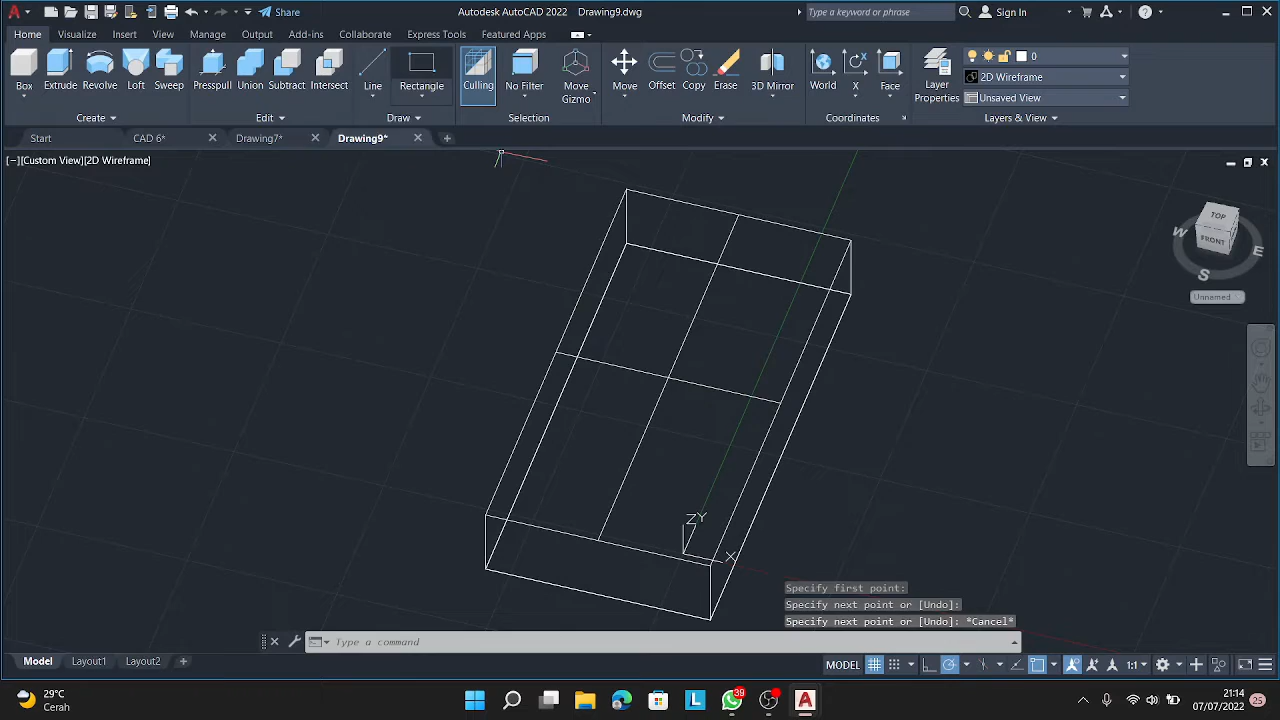 Share
Autodesk AutoCAD 2022 Drawing9.dwg
Type a keyword or phrase
Sign In
Home Visualize Insert View Manage Output Add-ins Collaborate Express Tools Featured Apps
Box Extrude Revolve Loft Sweep Presspull Union Subtract Intersect Line Rectangle Culling No Filter Move Gizmo Move Offset Copy Erase 3D Mirror World X Face Layer Properties
0
2D Wireframe
Unsaved View
Create Edit Draw Selection Modify Coordinates Layers & View
Start CAD 6* Drawing7* Drawing9*
[−][Custom View][2D Wireframe]
TOP
FRONT
W
E
S
Unnamed
Z Y
X
Specify first point:
Specify next point or [Undo]:
Specify next point or [Undo]: *Cancel*
Type a command
Model Layout1 Layout2
MODEL
1:1
29°C
Cerah
39
21:14
07/07/2022
25